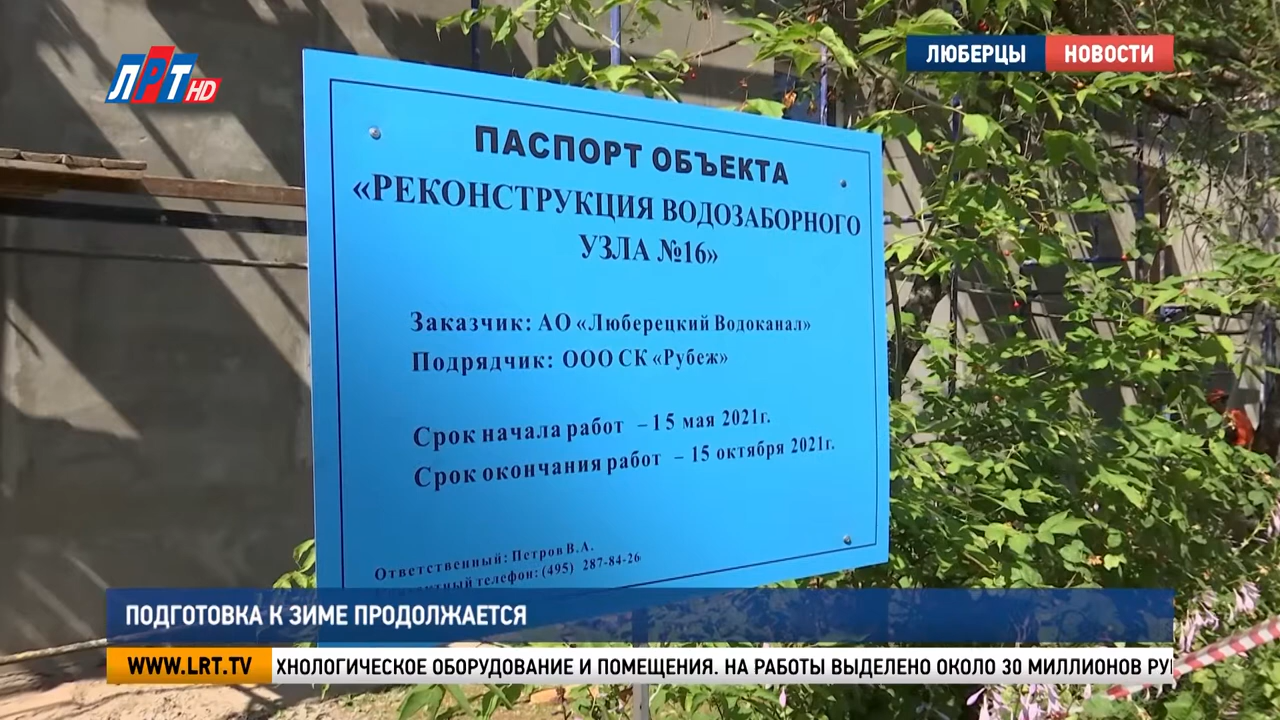 ЛРТ HD
ЛЮБЕРЦЫ НОВОСТИ
ПАСПОРТ ОБЪЕКТА
«РЕКОНСТРУКЦИЯ ВОДОЗАБОРНОГО
УЗЛА №16»
Заказчик: АО «Люберецкий Водоканал»
Подрядчик: ООО СК «Рубеж»
Срок начала работ – 15 мая 2021г.
Срок окончания работ – 15 октября 2021г.
Ответственный: Петров В.А.
телефон: (495) 287-84-26
ПОДГОТОВКА К ЗИМЕ ПРОДОЛЖАЕТСЯ
WWW.LRT.TV ХНОЛОГИЧЕСКОЕ ОБОРУДОВАНИЕ И ПОМЕЩЕНИЯ. НА РАБОТЫ ВЫДЕЛЕНО ОКОЛО 30 МИЛЛИОНОВ РУ